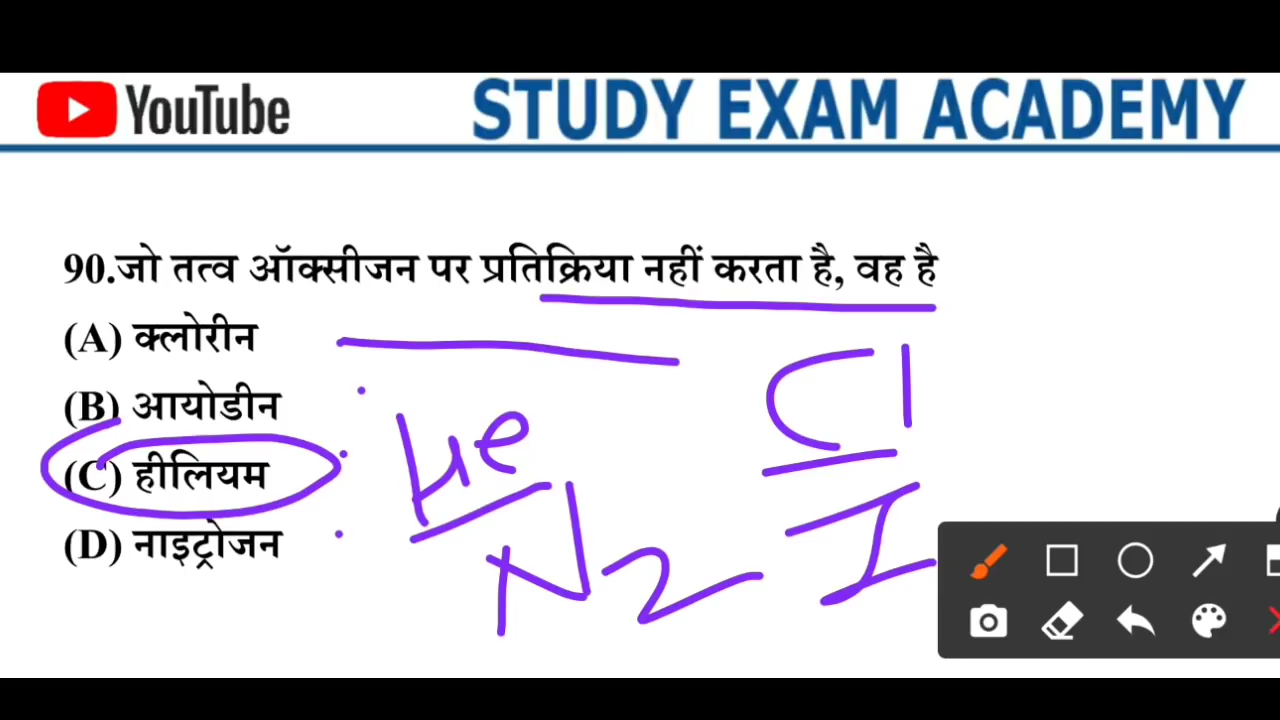 YouTube STUDY EXAM ACADEMY
90.जो तत्व ऑक्सीजन पर प्रतिक्रिया नहीं करता है, वह है
(A) क्लोरीन
(B) आयोडीन
(C) हीलियम
(D) नाइट्रोजन
He
Cl
N2
I